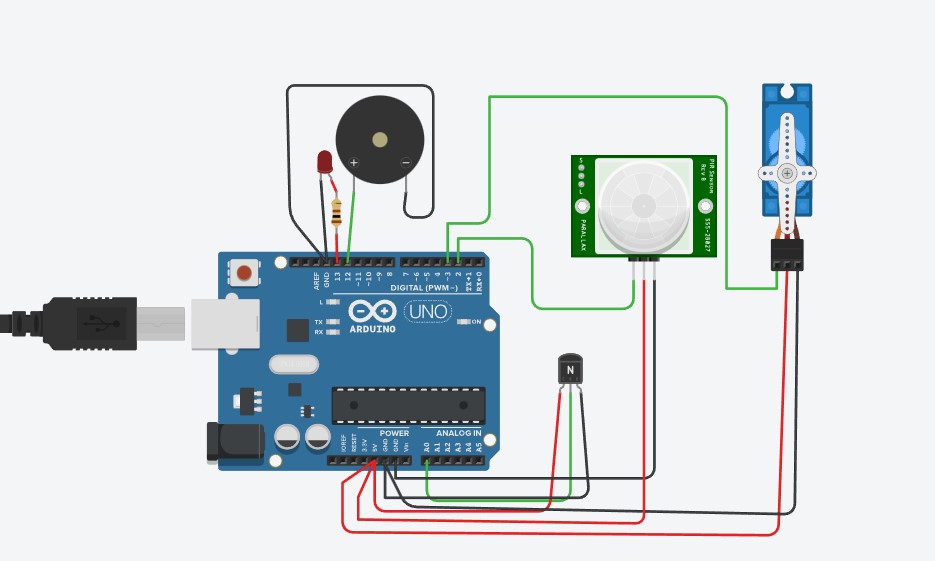 S
L
PIR SENSOR
REV B
PARALLAX
555-28027
+
-
AREF
GND
13
12
~11
~10
~9
8
7
~6
~5
4
~3
2
TX→1
RX←0
DIGITAL (PWM~)
L
TX
RX
UNO
ARDUINO
ON
N
POWER
ANALOG IN
IOREF
RESET
3.3V
5V
GND
GND
Vin
A0
A1
A2
A3
A4
A5